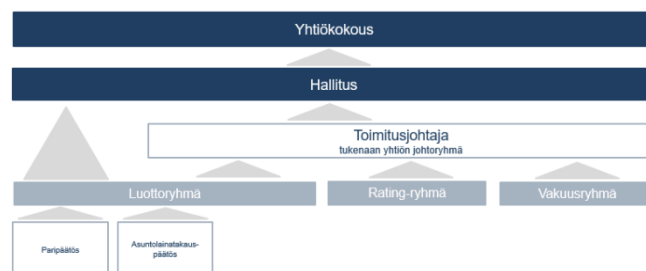 Yhtiökokous
Hallitus
Toimitusjohtaja
tukenaan yhtiön johtoryhmä
Luottoryhmä
Rating-ryhmä
Vakuusryhmä
Paripäätös
Asuntolainatakaus-
päätös